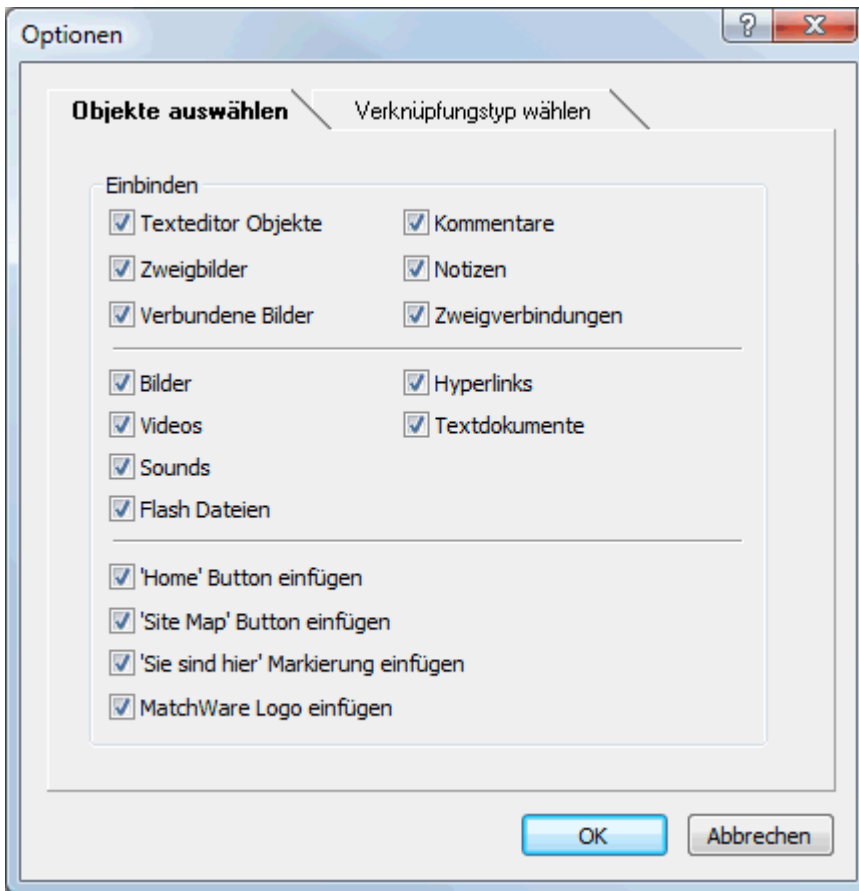 Optionen
Objekte auswählen Verknüpfungstyp wählen
Einbinden
Texteditor Objekte Kommentare
Zweigbilder Notizen
Verbundene Bilder Zweigverbindungen
Bilder Hyperlinks
Videos Textdokumente
Sounds
Flash Dateien
'Home' Button einfügen
'Site Map' Button einfügen
'Sie sind hier' Markierung einfügen
MatchWare Logo einfügen
OK Abbrechen